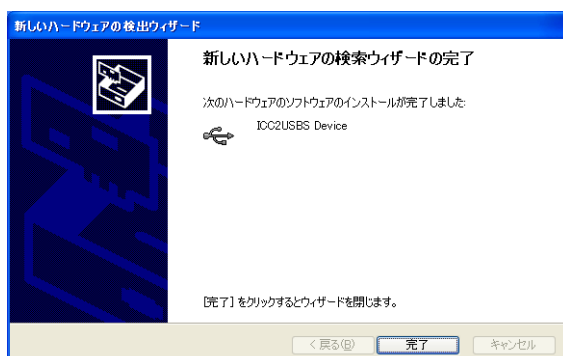 新しいハードウェアの検出ウィザード
新しいハードウェアの検索ウィザードの完了
次のハードウェアのソフトウェアのインストールが完了しました:
ICC2USBS Device
[完了] をクリックするとウィザードを閉じます。
< 戻る(B)
完了
キャンセル